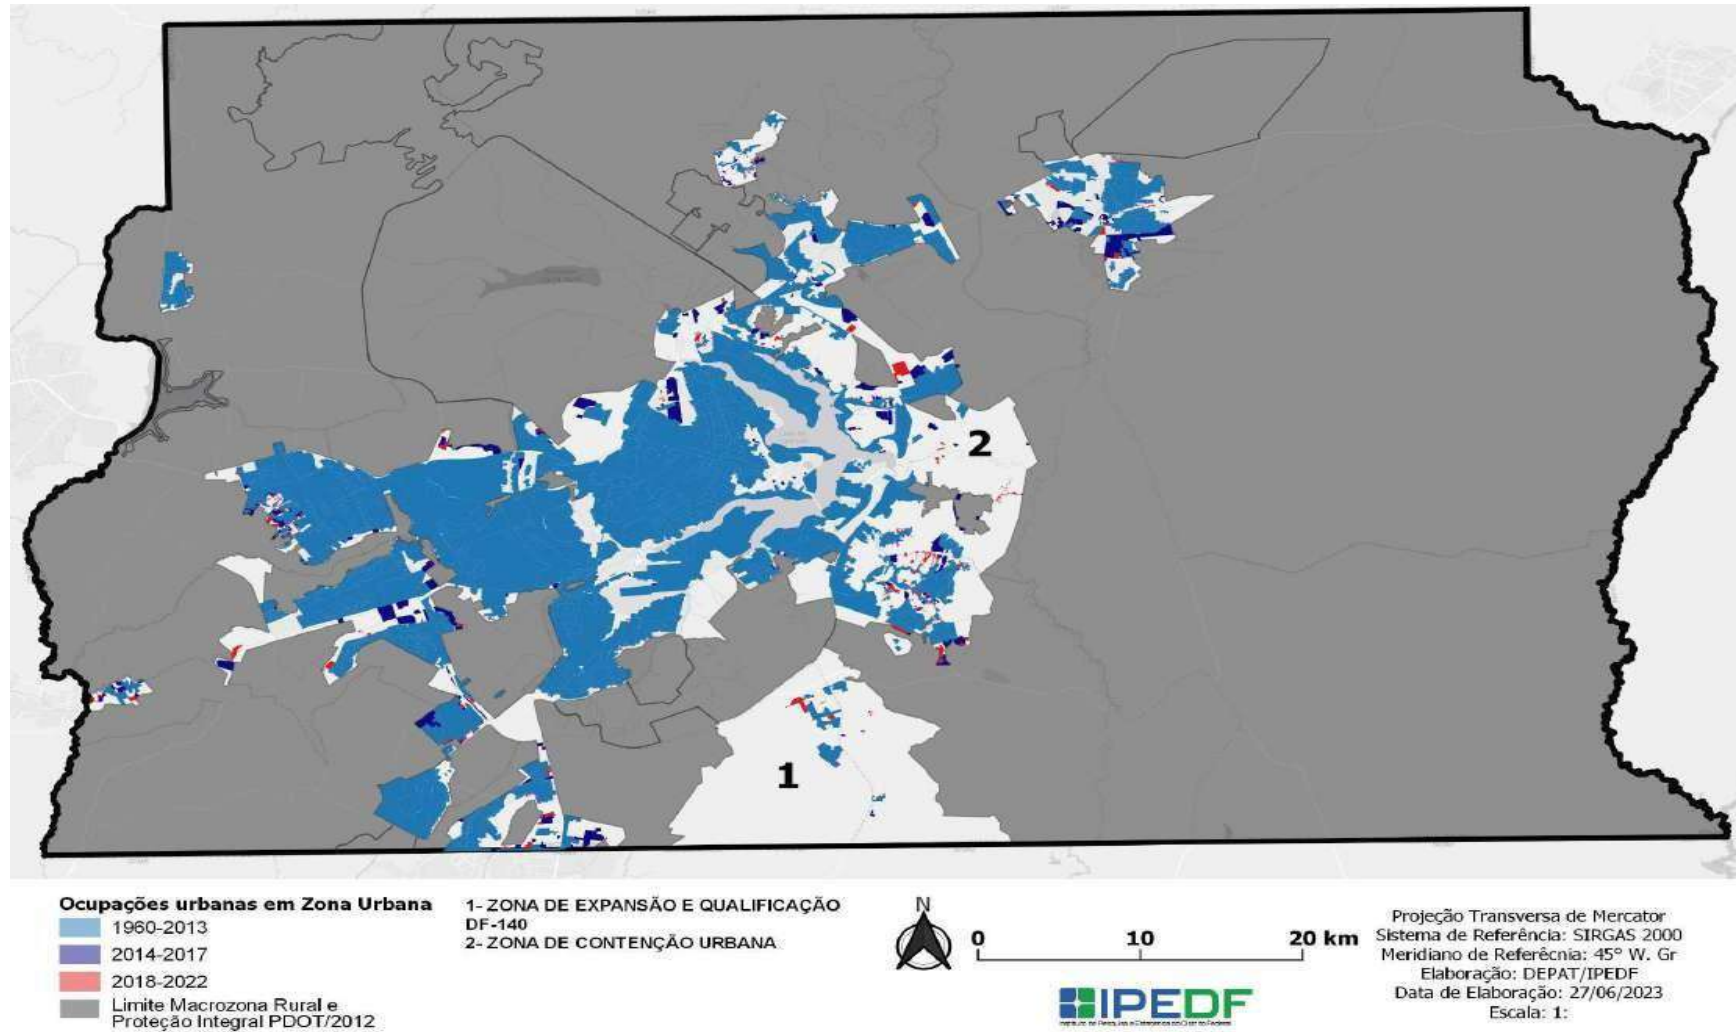 2
1
Ocupações urbanas em Zona Urbana
1960-2013
2014-2017
2018-2022
Limite Macrozona Rural e
Proteção Integral PDOT/2012
1- ZONA DE EXPANSÃO E QUALIFICAÇÃO
DF-140
2- ZONA DE CONTENÇÃO URBANA
N
0 10 20 km
IPEDF
Projeção Transversa de Mercator
Sistema de Referência: SIRGAS 2000
Meridiano de Referêcnia: 45° W. Gr
Elaboração: DEPAT/IPEDF
Data de Elaboração: 27/06/2023
Escala: 1: